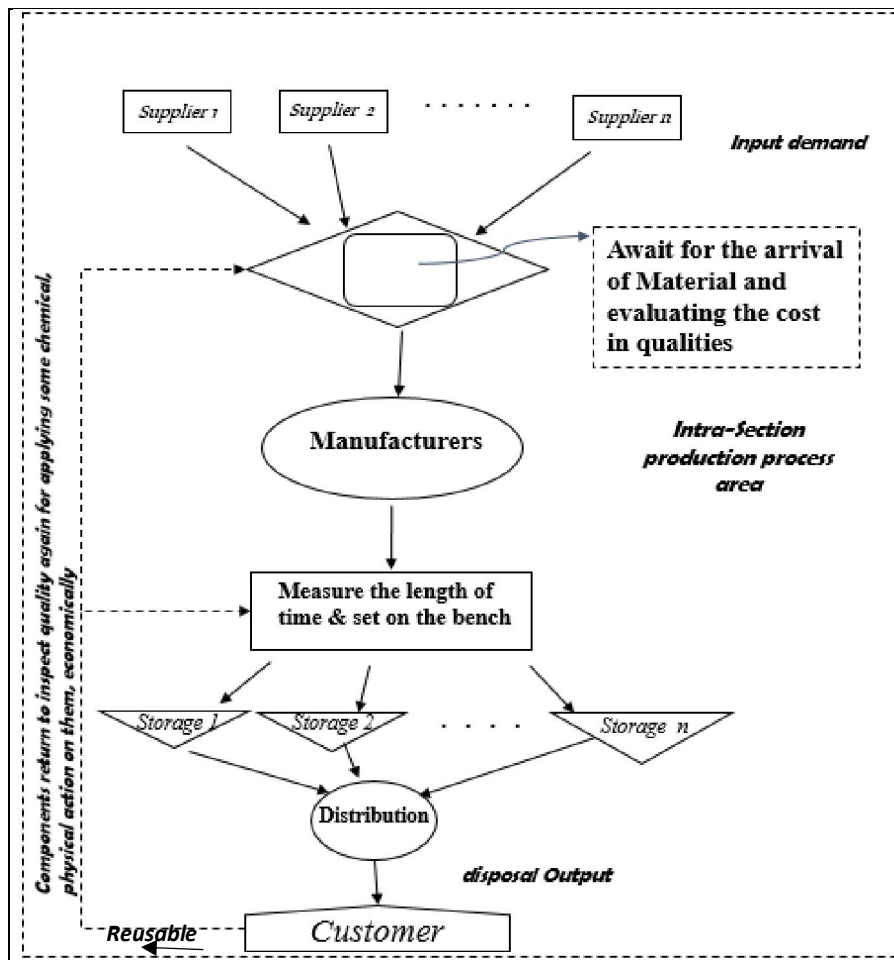 Supplier 1
Supplier 2
. . . . . . .
Supplier n
Input demand
Await for the arrival
of Material and
evaluating the cost
in qualities
Manufacturers
Intra-Section
production process
area
Measure the length of
time & set on the bench
Storage 1
Storage 2
. . . .
Storage n
Distribution
disposal Output
Customer
Reusable
Components return to inspect quality again for applying some chemical,
physical action on them, economically